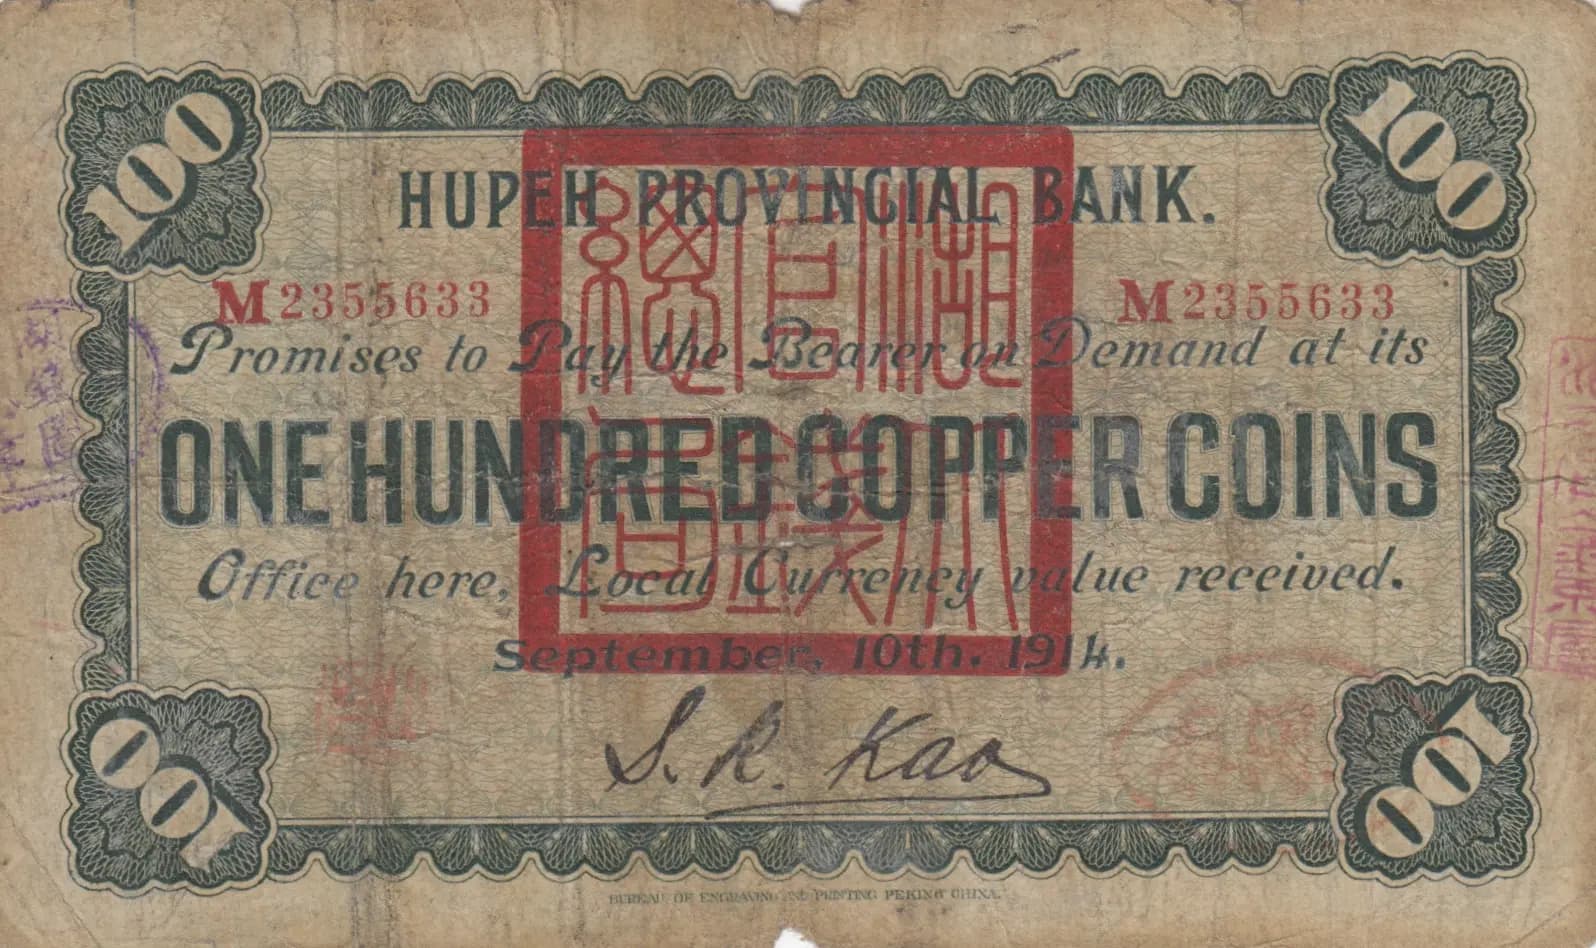 100
100
HUPEH PROVINCIAL BANK.
M2355633
M2355633
Promises to Pay the Bearer on Demand at its
ONE HUNDRED COPPER COINS
Office here, Local Currency value received.
September, 10th. 1914.
S. R. Kao
100
100
BUREAU OF ENGRAVING AND PRINTING PEKING CHINA.